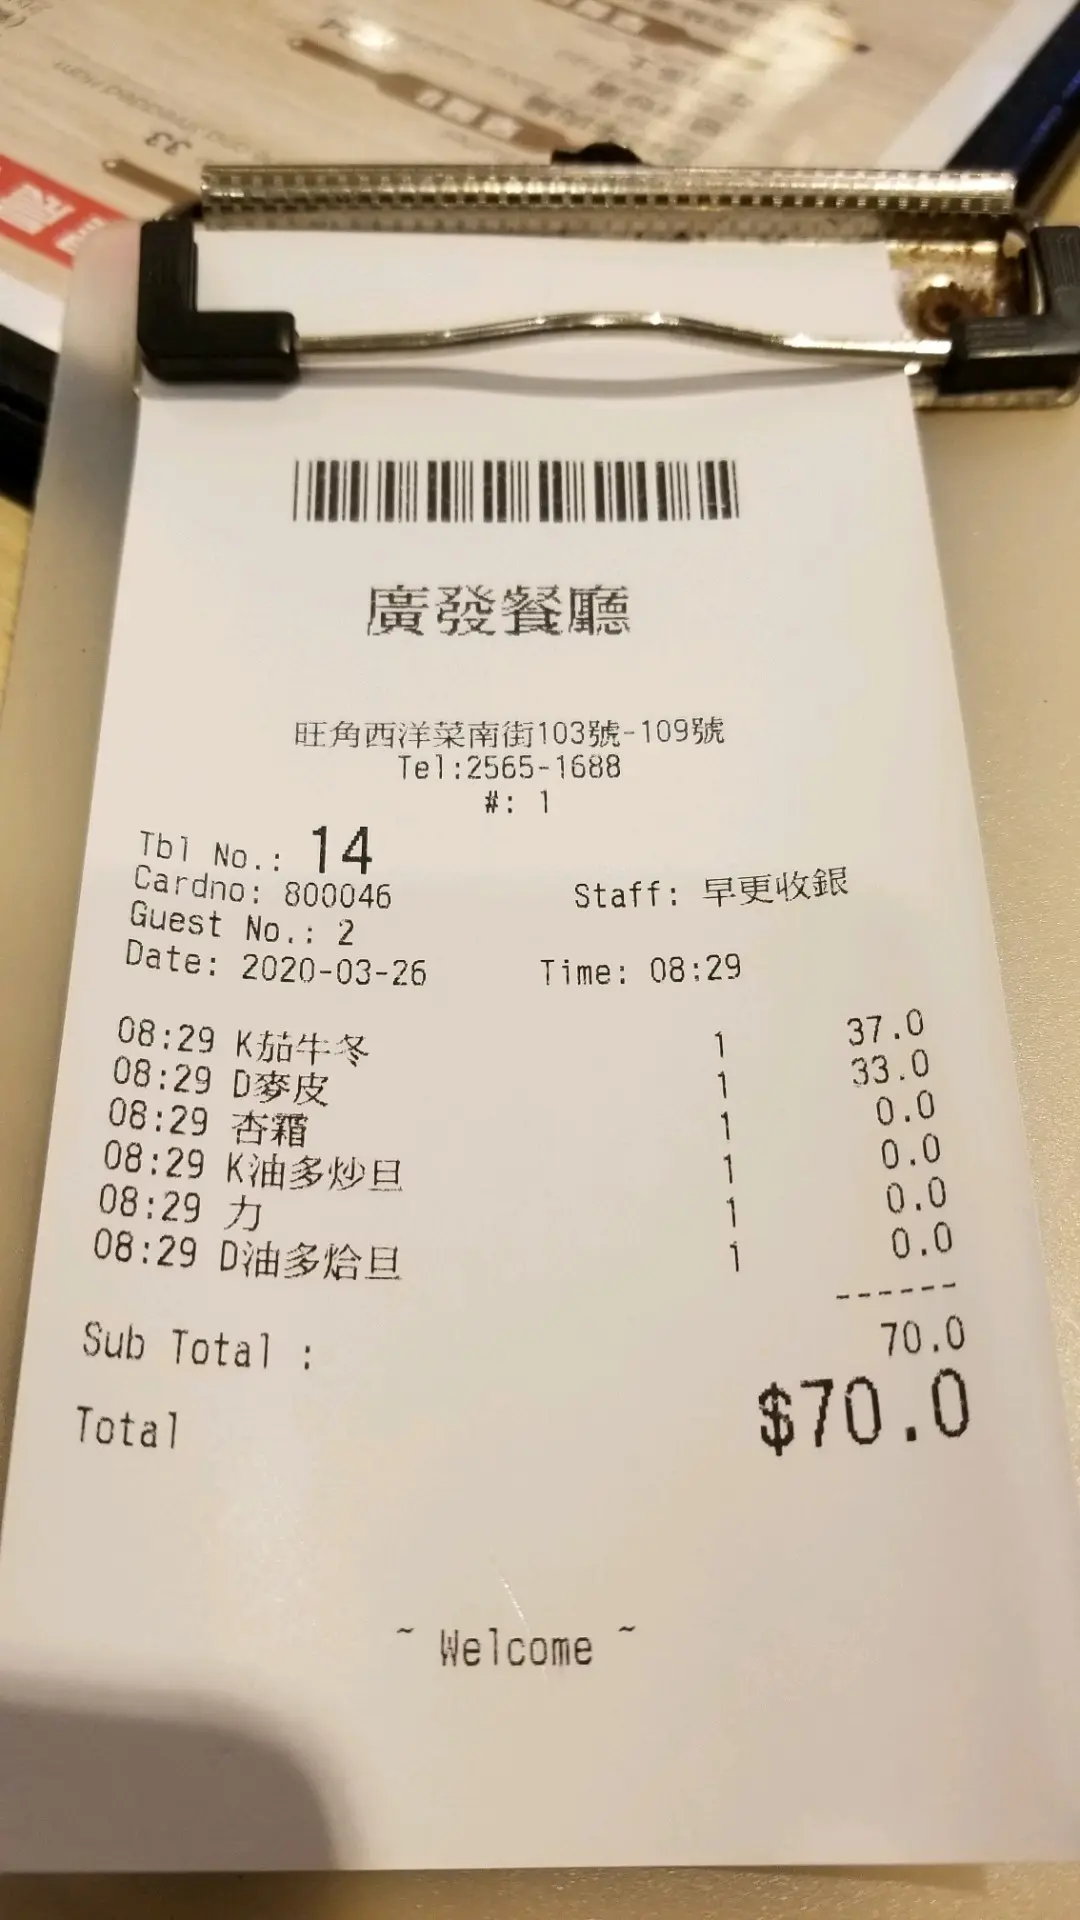 33
廣發餐廳
旺角西洋菜南街103號-109號
Tel:2565-1688
#: 1
Tbl No.: 14
Cardno: 800046 Staff: 早更收銀
Guest No.: 2
Date: 2020-03-26 Time: 08:29
08:29 K茄牛冬 1 37.0
08:29 D麥皮 1 33.0
08:29 杏霜 1 0.0
08:29 K油多炒旦 1 0.0
08:29 力 1 0.0
08:29 D油多烚旦 1 0.0
------
Sub Total : 70.0
Total $70.0
~ Welcome ~